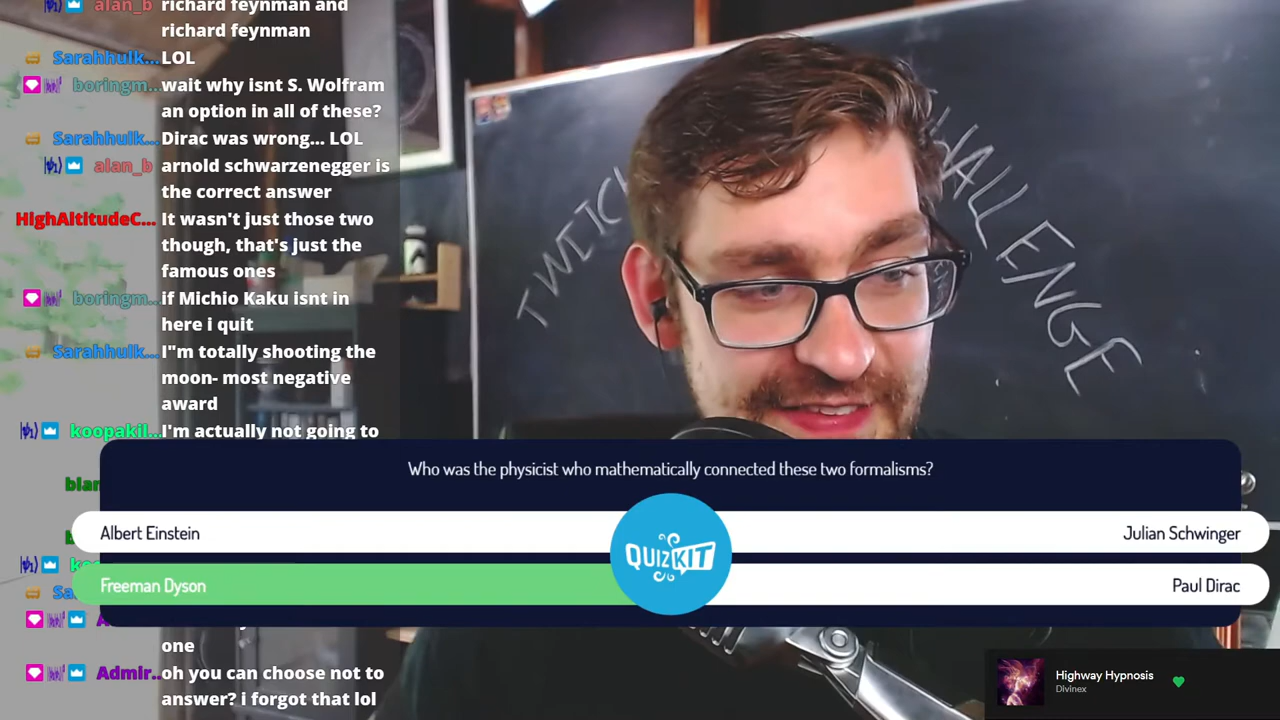 alan_b richard feynman and
richard feynman
Sarahhulk... LOL
boringm... wait why isnt S. Wolfram
an option in all of these?
Sarahhulk... Dirac was wrong... LOL
alan_b arnold schwarzenegger is
the correct answer
HighAltitudeC... It wasn't just those two
though, that's just the
famous ones
boringm... if Michio Kaku isnt in
here i quit
Sarahhulk... I"m totally shooting the
moon- most negative
award
koopakil... I'm actually not going to
TWITCH CHALLENGE
Who was the physicist who mathematically connected these two formalisms?
Albert Einstein
Julian Schwinger
QUIZKIT
Freeman Dyson
Paul Dirac
one
Admir... oh you can choose not to
answer? i forgot that lol
Highway Hypnosis
Divinex